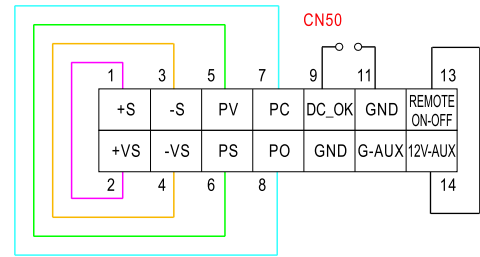 CN50
1 3 5 7 9 11 13
+S -S PV PC DC_OK GND REMOTE
ON-OFF
+VS -VS PS PO GND G-AUX 12V-AUX
2 4 6 8 14